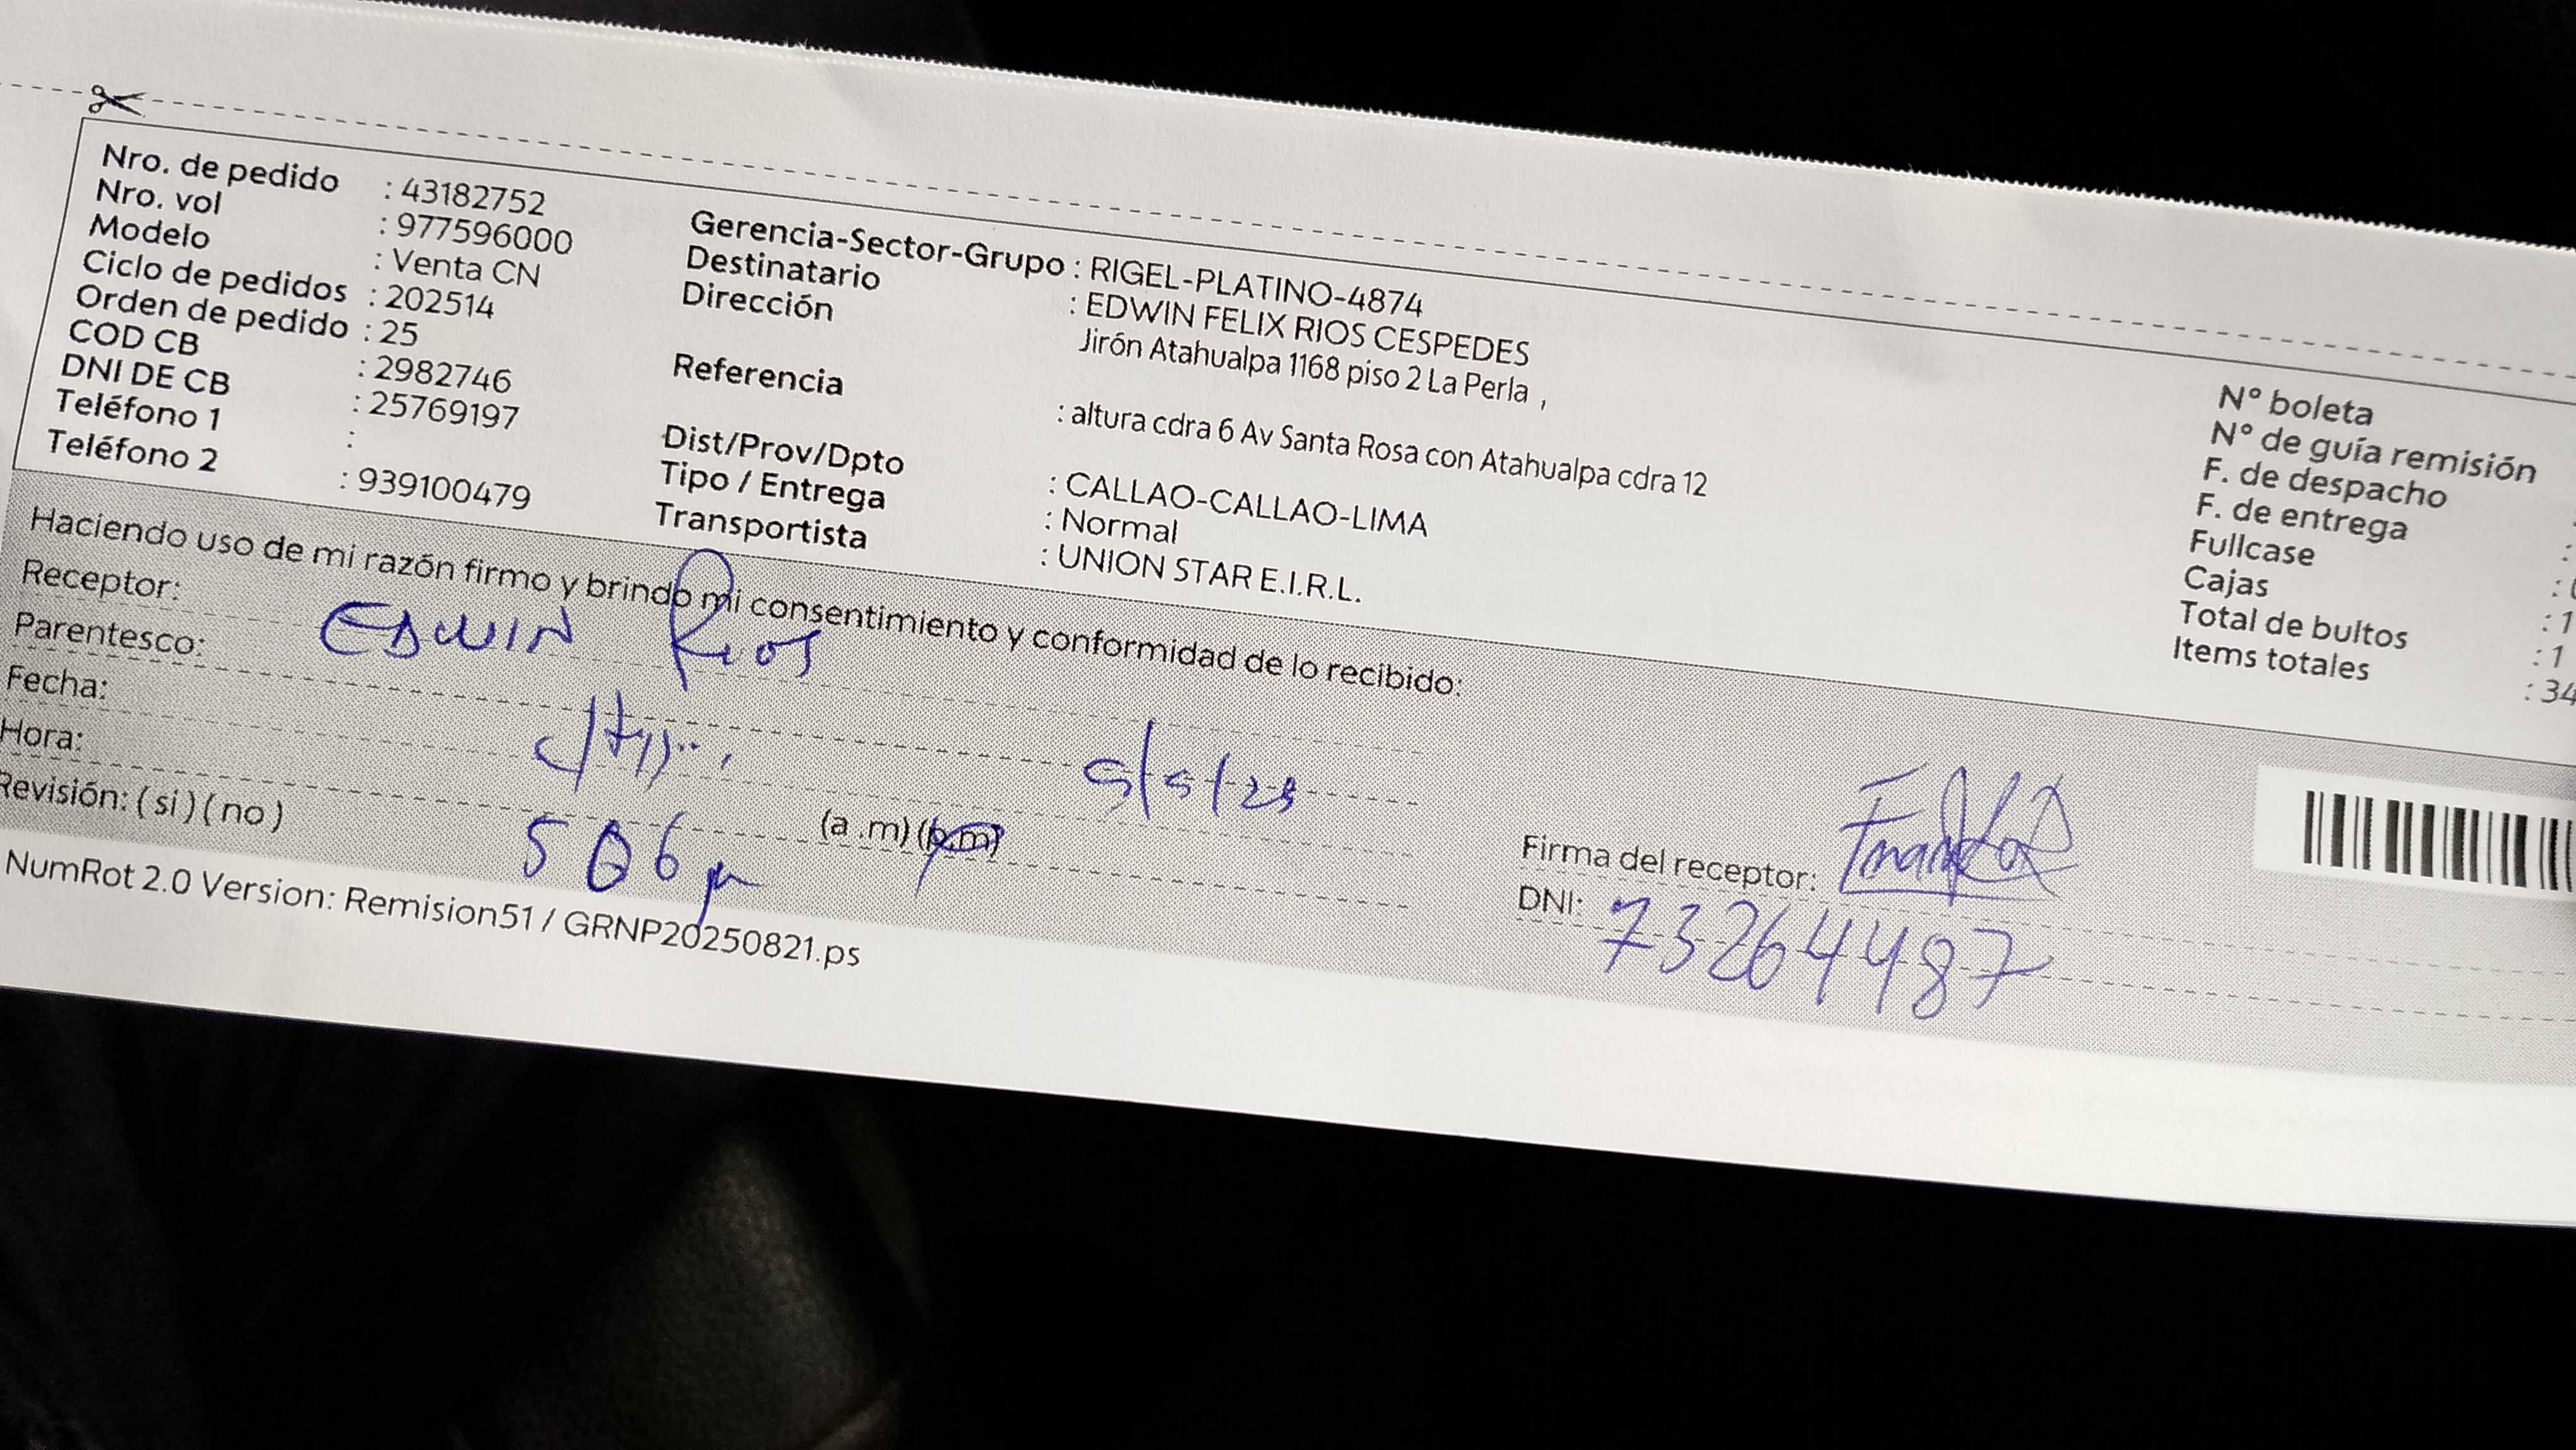 Nro. de pedido : 43182752
Nro. vol : 977596000
Modelo : Venta CN
Ciclo de pedidos : 202514
Orden de pedido : 25
COD CB : 2982746
DNI DE CB : 25769197
Teléfono 1 :
Teléfono 2 : 939100479
Gerencia-Sector-Grupo : RIGEL-PLATINO-4874
Destinatario : EDWIN FELIX RIOS CESPEDES
Dirección Jirón Atahualpa 1168 piso 2 La Perla ,
Referencia : altura cdra 6 Av Santa Rosa con Atahualpa cdra 12
Dist/Prov/Dpto : CALLAO-CALLAO-LIMA
Tipo / Entrega : Normal
Transportista : UNION STAR E.I.R.L.
N° boleta
N° de guía remisión
F. de despacho
F. de entrega :
Fullcase :
Cajas : 1
Total de bultos : 1
Items totales : 34
Haciendo uso de mi razón firmo y brindo mi consentimiento y conformidad de lo recibido:
Receptor: EDWIN Rios
Parentesco:
Fecha:
Hora: 506 (a .m) (p.m)
Revisión: ( si ) ( no )
Firma del receptor:
DNI: 73264487
NumRot 2.0 Version: Remision51 / GRNP20250821.ps